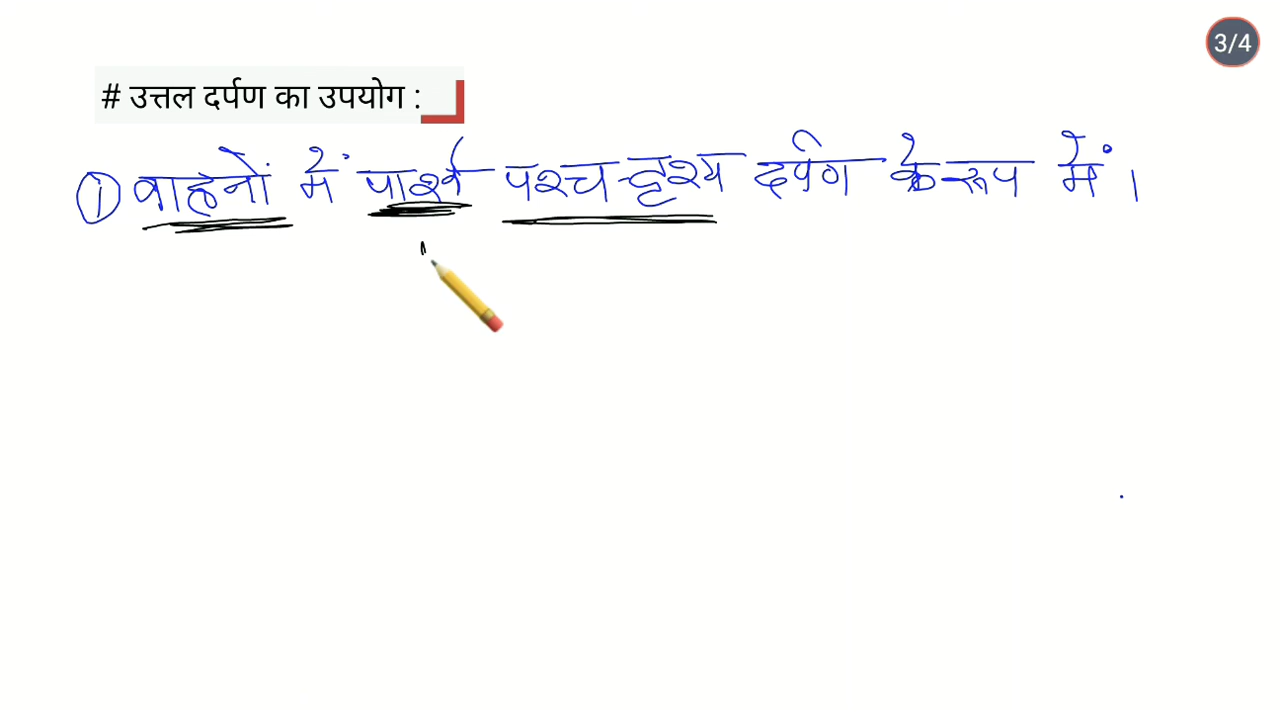 3/4
# उत्तल दर्पण का उपयोग :
① वाहनों में पार्श्व पश्च-दृश्य दर्पण के रूप में ।